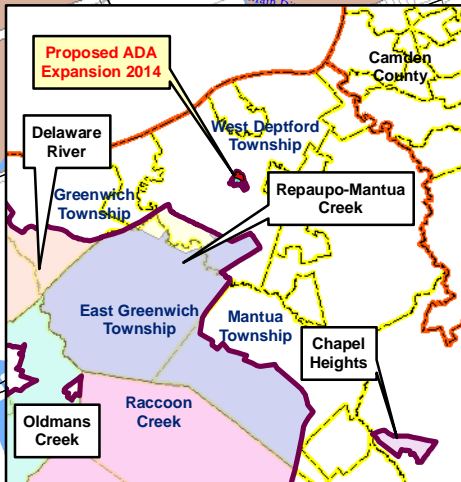 Proposed ADA
Expansion 2014
Camden
County
West Deptford
Township
Delaware
River
Greenwich
Township
Repaupo-Mantua
Creek
East Greenwich
Township
Mantua
Township
Chapel
Heights
Raccoon
Creek
Oldmans
Creek